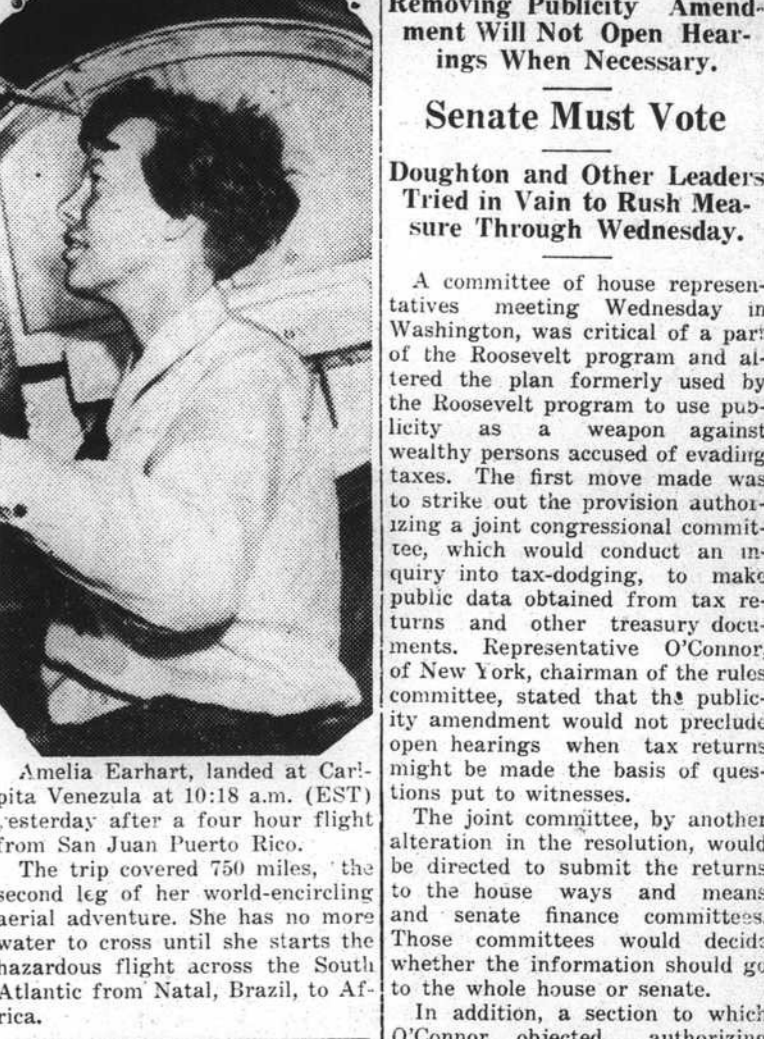 Amelia Earhart, landed at Carl-
pita Venezula at 10:18 a.m. (EST)
yesterday after a four hour flight
from San Juan Puerto Rico.
The trip covered 750 miles, the
second leg of her world-encircling
aerial adventure. She has no more
water to cross until she starts the
hazardous flight across the South
Atlantic from Natal, Brazil, to Af-
rica.
Removing Publicity Amend-
ment Will Not Open Hear-
ings When Necessary.
Senate Must Vote
Doughton and Other Leaders
Tried in Vain to Rush Mea-
sure Through Wednesday.
A committee of house represen-
tatives meeting Wednesday in
Washington, was critical of a part
of the Roosevelt program and al-
tered the plan formerly used by
the Roosevelt program to use pub-
licity as a weapon against
wealthy persons accused of evading
taxes. The first move made was
to strike out the provision author-
izing a joint congressional commit-
tee, which would conduct an in-
quiry into tax-dodging, to make
public data obtained from tax re-
turns and other treasury docu-
ments. Representative O'Connor,
of New York, chairman of the rules
committee, stated that the public-
ity amendment would not preclude
open hearings when tax returns
might be made the basis of ques-
tions put to witnesses.
The joint committee, by another
alteration in the resolution, would
be directed to submit the returns
to the house ways and means
and senate finance committees.
Those committees would decide
whether the information should go
to the whole house or senate.
In addition, a section to which
O'Connor objected, authorizing